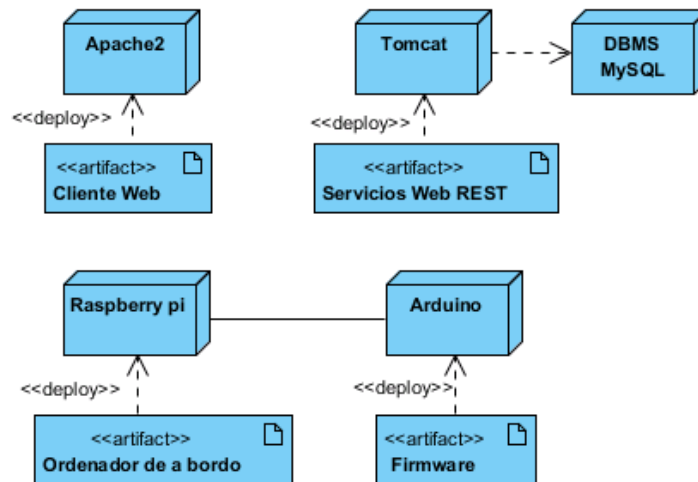 Apache2
Tomcat
DBMS
MySQL
<<deploy>>
<<deploy>>
<<artifact>>
Cliente Web
<<artifact>>
Servicios Web REST
Raspberry pi
Arduino
<<deploy>>
<<deploy>>
<<artifact>>
Ordenador de a bordo
<<artifact>>
Firmware